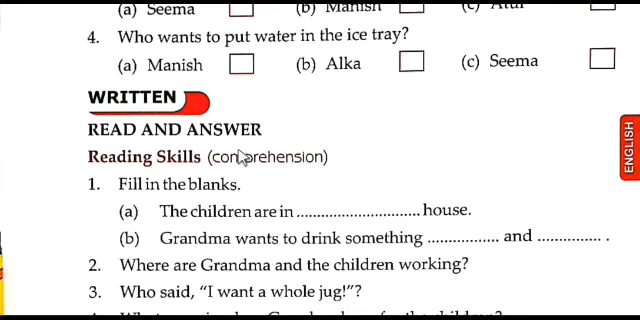 (a) Seema (b) Manish (c) Atul
4. Who wants to put water in the ice tray?
(a) Manish (b) Alka (c) Seema
WRITTEN
READ AND ANSWER
Reading Skills (comprehension)
1. Fill in the blanks.
(a) The children are in .............................. house.
(b) Grandma wants to drink something ................. and ............... .
2. Where are Grandma and the children working?
3. Who said, “I want a whole jug!”?
ENGLISH